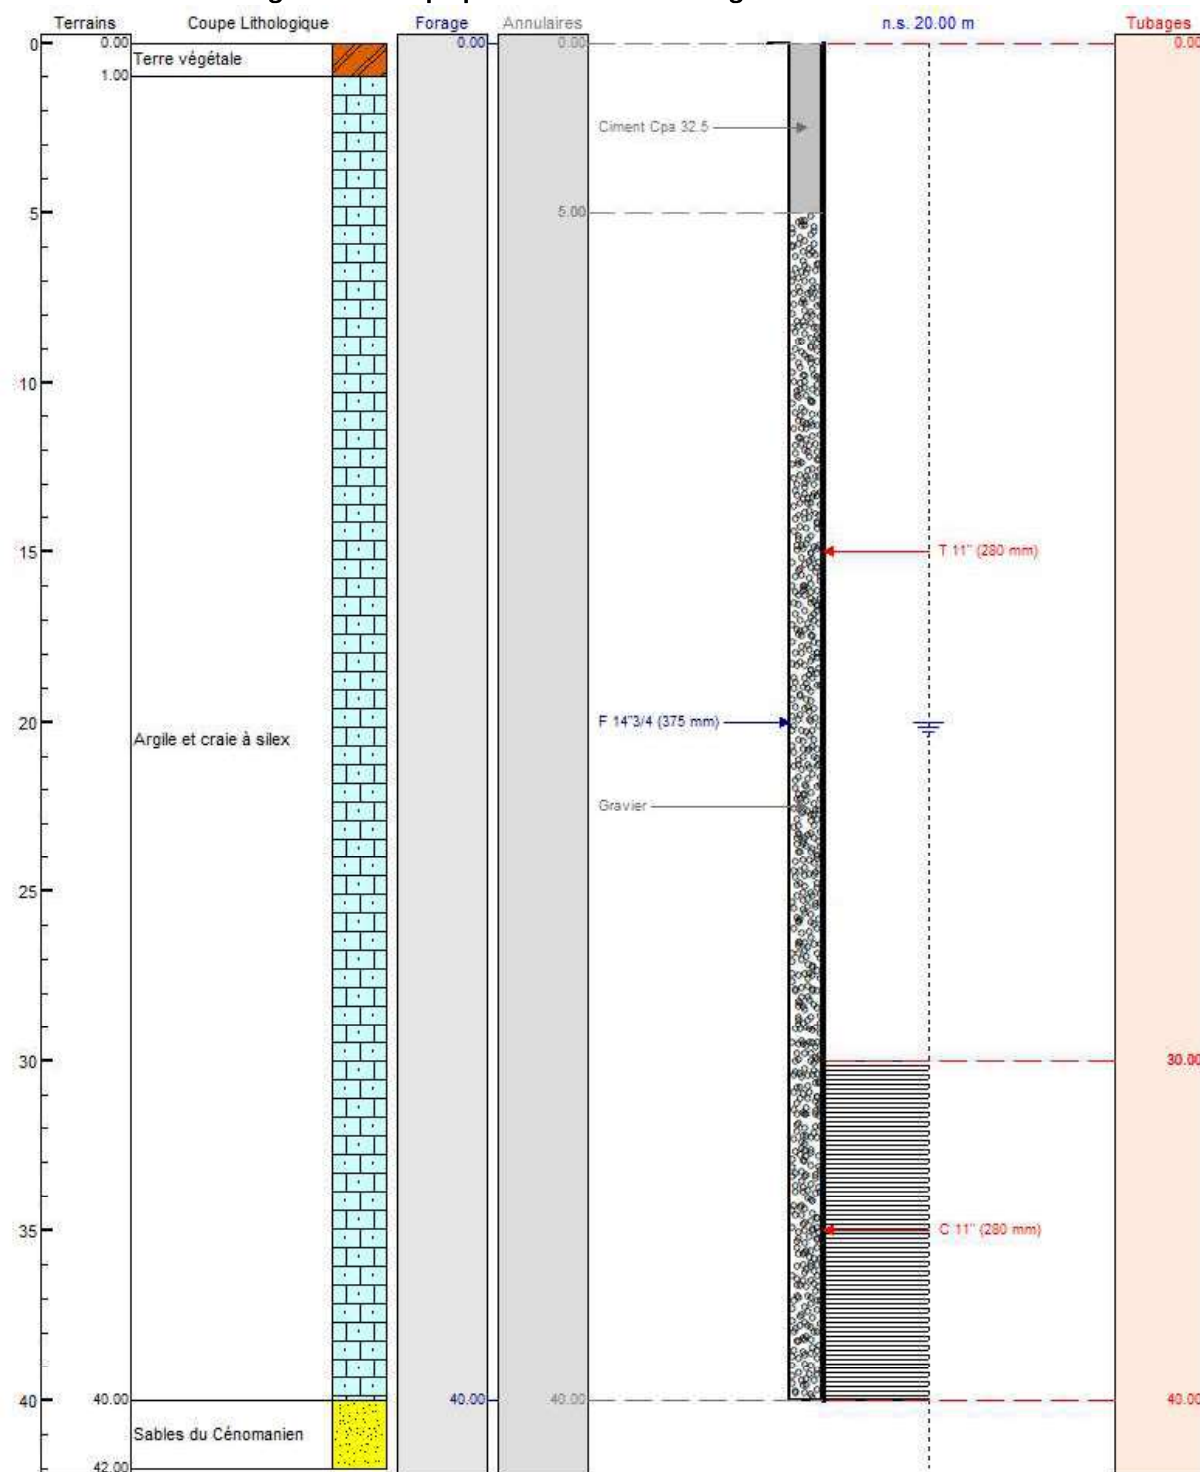 Terrains Coupe Lithologique Forage Annulaires n.s. 20.00 m Tubages
0 0.00 0.00 0.00 0.00
Terre végétale
1.00
Ciment Cpa 32.5
5 5.00
10
15 T 11" (280 mm)
20 F 14"3/4 (375 mm)
Argile et craie à silex
Gravier
25
30 30.00
35 C 11" (280 mm)
40 40.00 40.00 40.00 40.00
Sables du Cénomanien
42.00